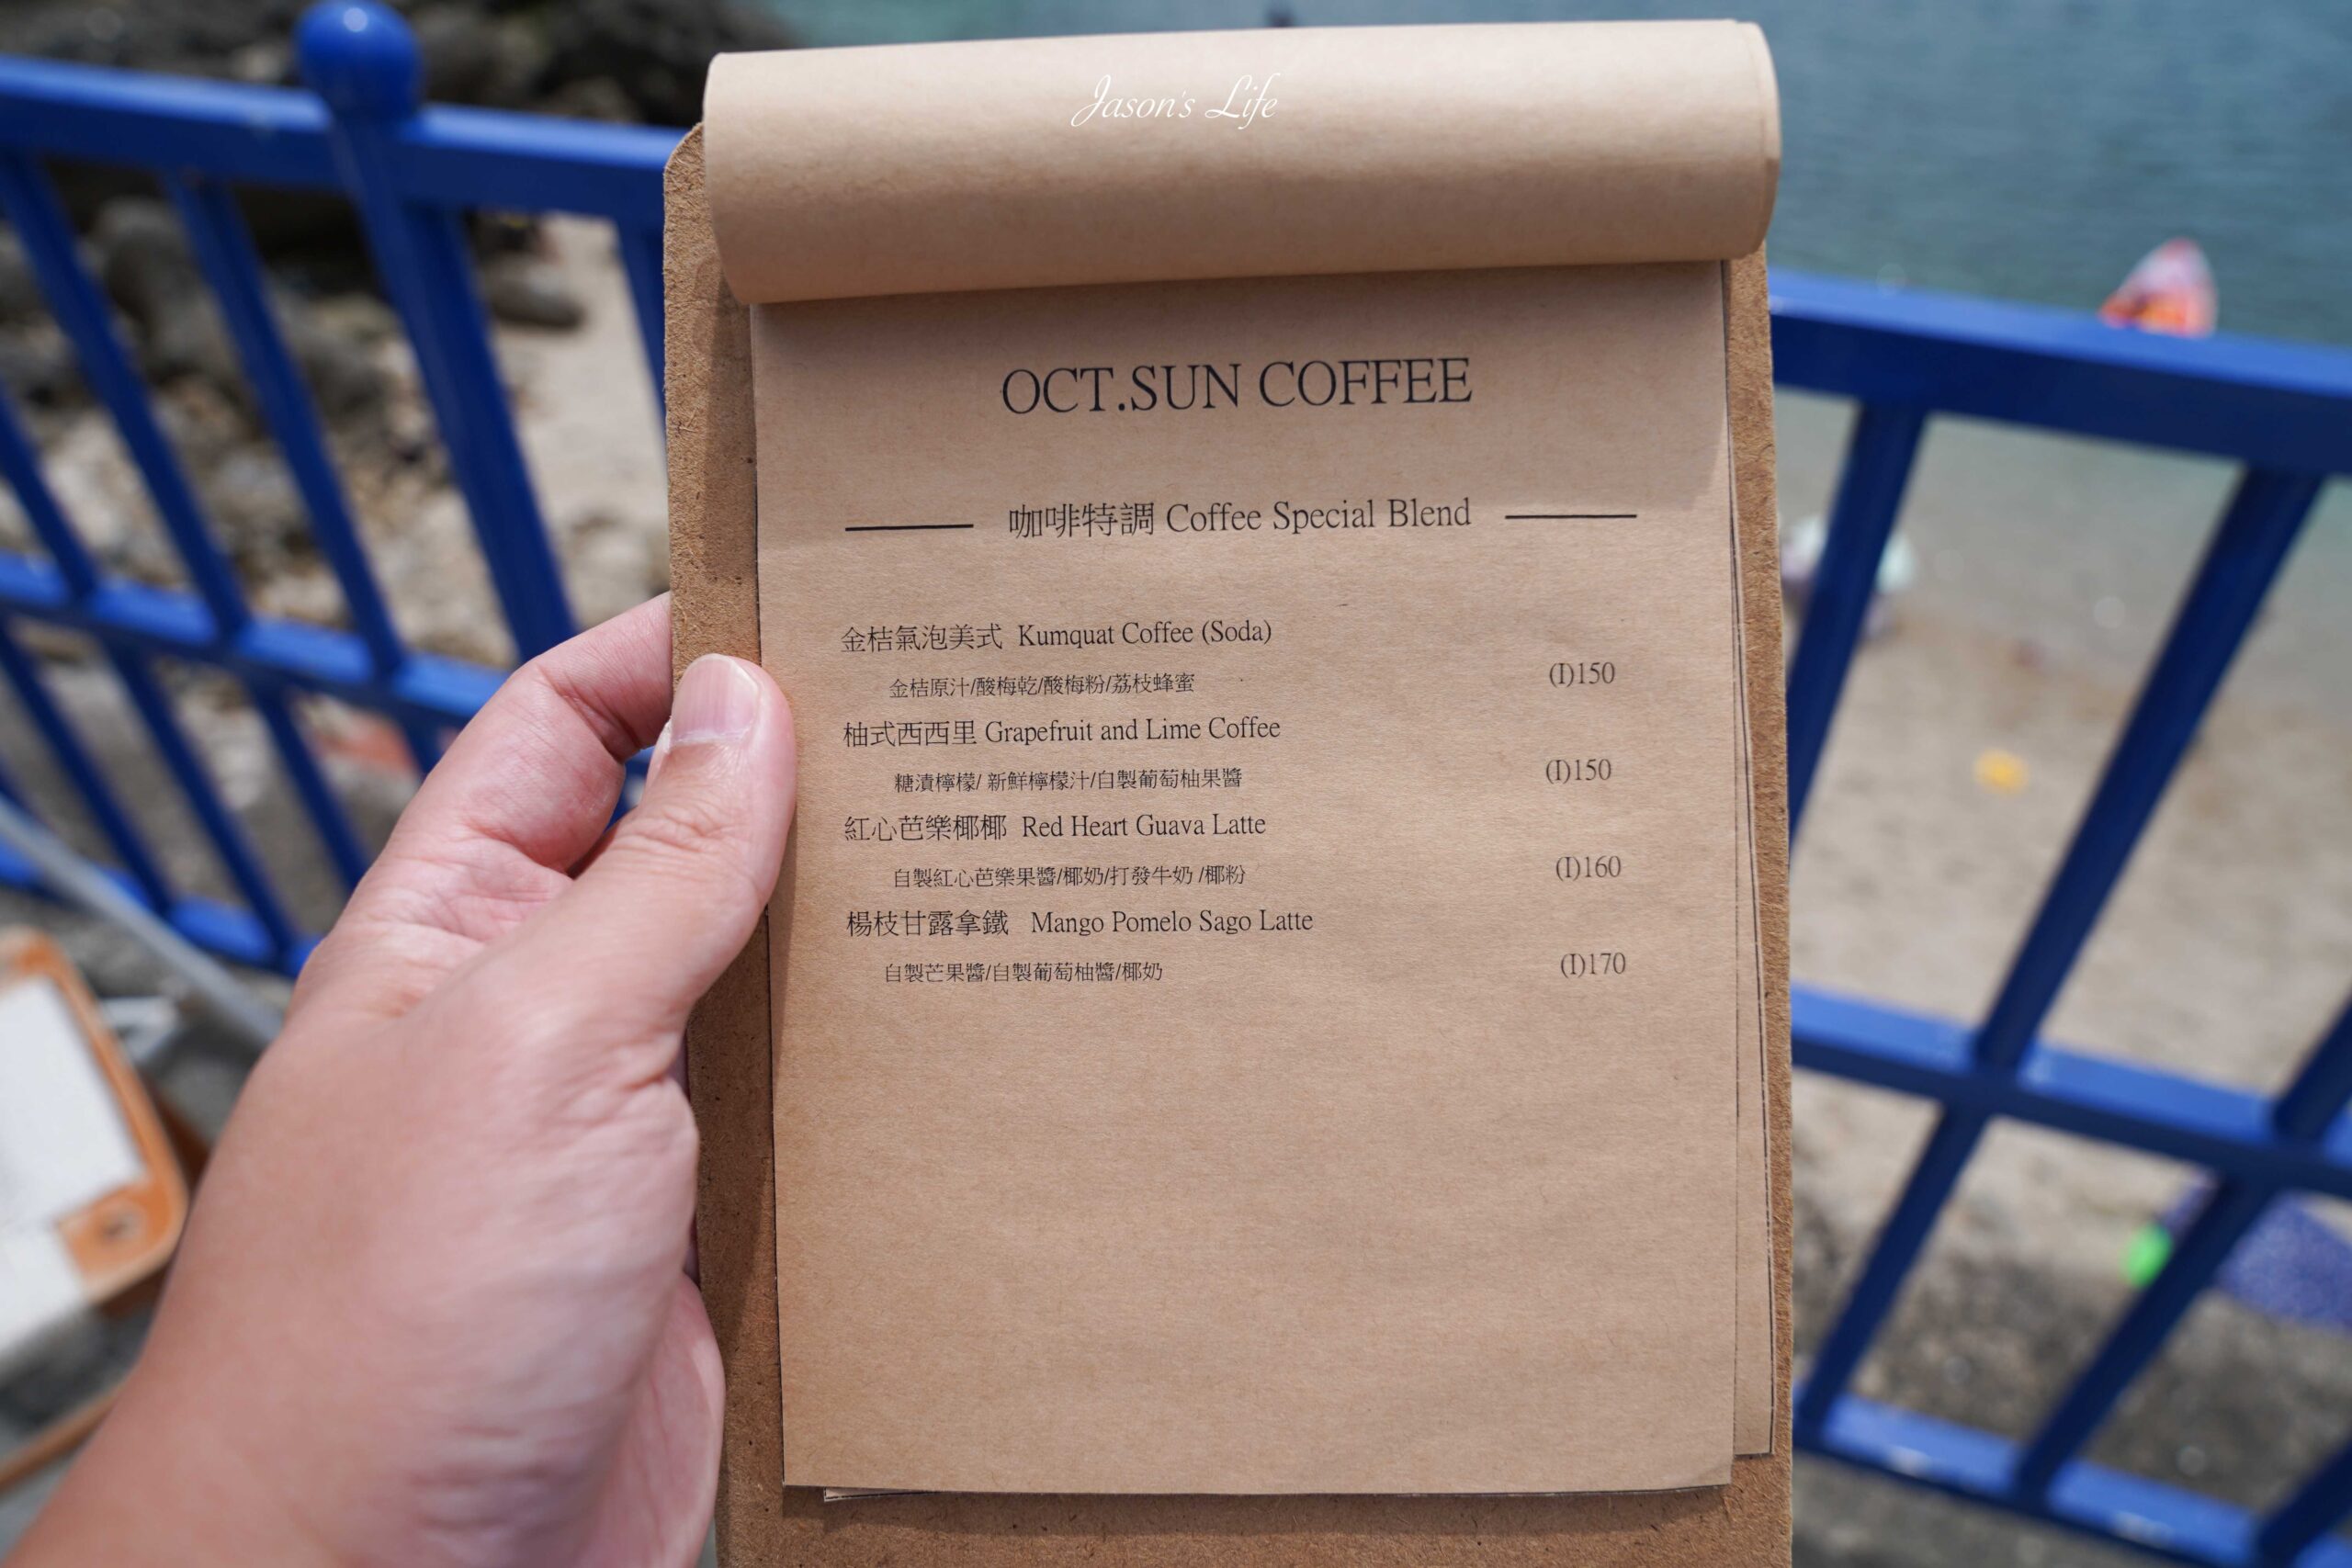 Jason's Life
OCT.SUN COFFEE
咖啡特調 Coffee Special Blend
金桔氣泡美式 Kumquat Coffee (Soda)
金桔原汁/酸梅乾/酸梅粉/荔枝蜂蜜 (I)150
柚式西西里 Grapefruit and Lime Coffee
糖漬檸檬/ 新鮮檸檬汁/自製葡萄柚果醬 (I)150
紅心芭樂椰椰 Red Heart Guava Latte
自製紅心芭樂果醬/椰奶/打發牛奶 /椰粉 (I)160
楊枝甘露拿鐵 Mango Pomelo Sago Latte
自製芒果醬/自製葡萄柚醬/椰奶 (I)170